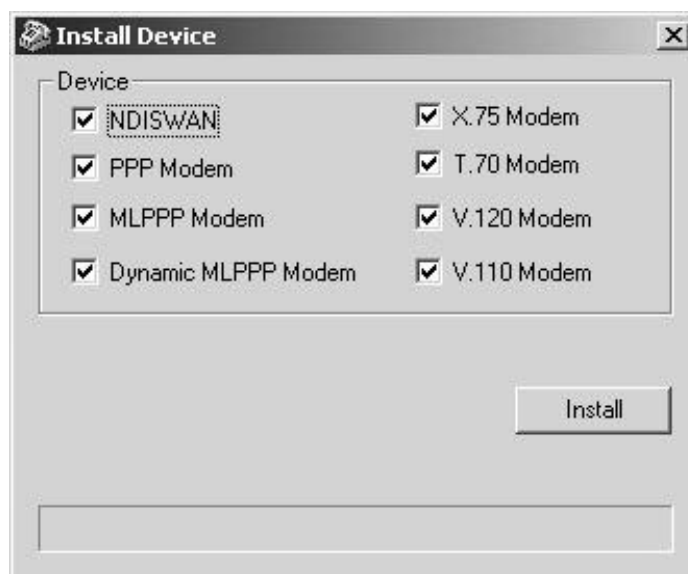 Install Device
Device
NDISWAN
PPP Modem
MLPPP Modem
Dynamic MLPPP Modem
X.75 Modem
T.70 Modem
V.120 Modem
V.110 Modem
Install